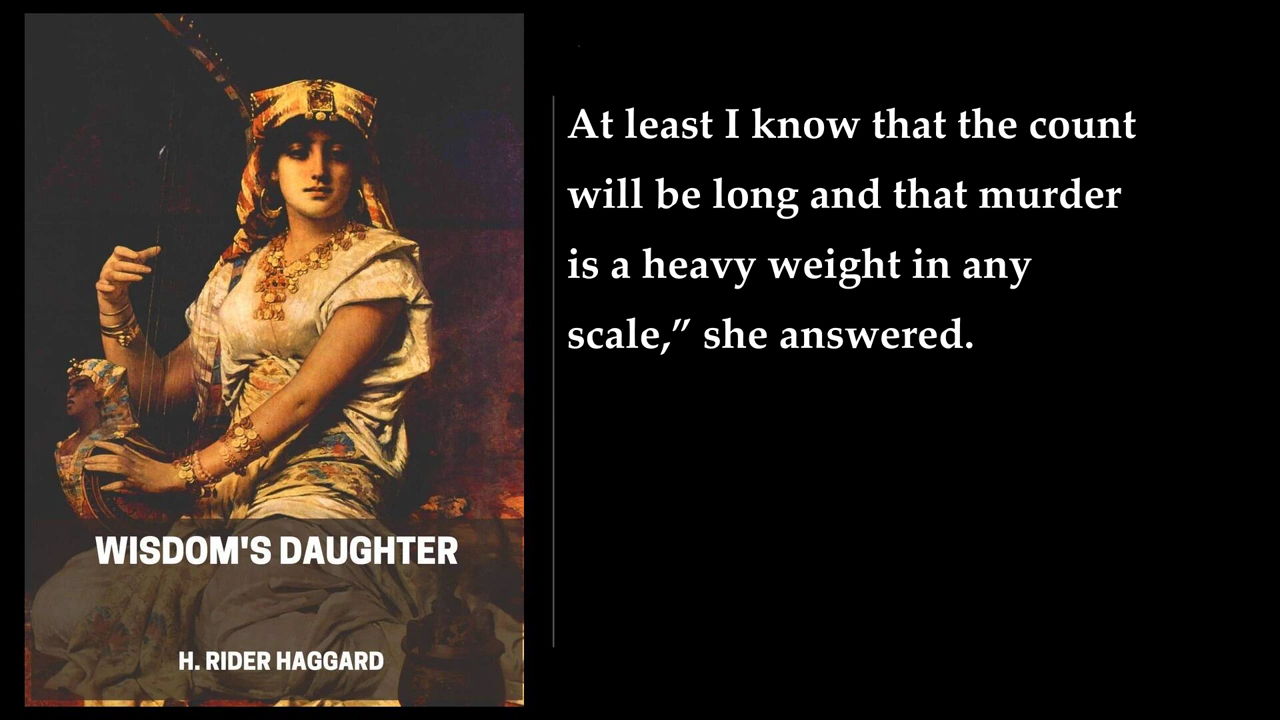 At least I know that the count
will be long and that murder
is a heavy weight in any
scale,” she answered.
WISDOM'S DAUGHTER
H. RIDER HAGGARD